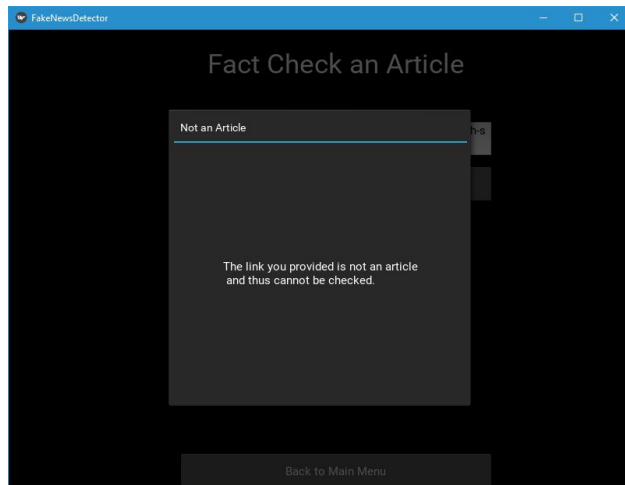 FakeNewsDetector
Fact Check an Article
Not an Article
h-s
The link you provided is not an article
and thus cannot be checked.
Back to Main Menu